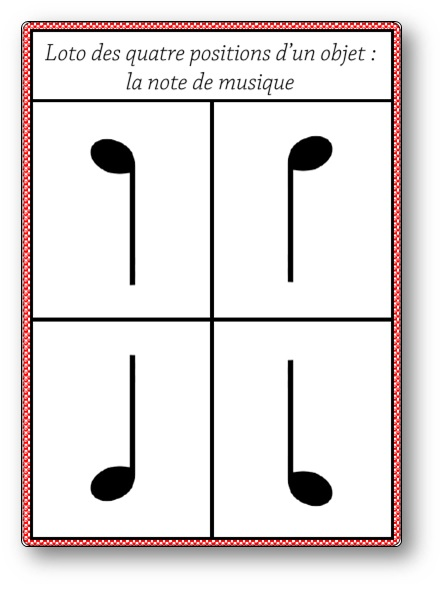 Loto des quatre positions d’un objet :
la note de musique